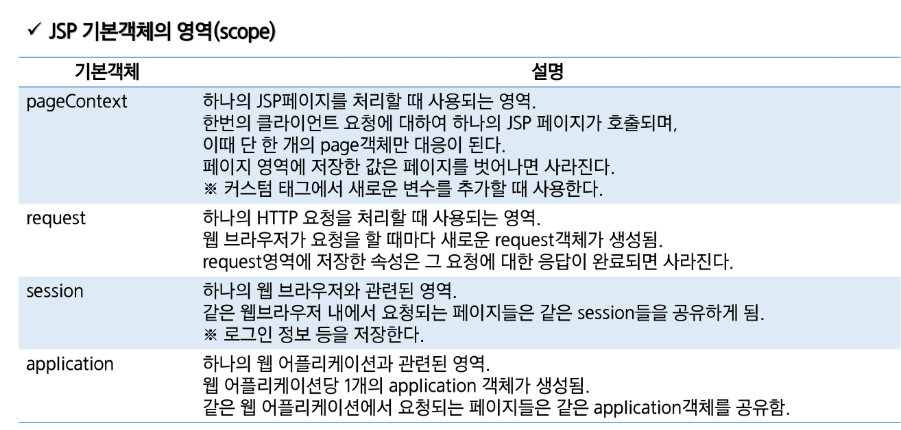 ✓ JSP 기본객체의 영역(scope)
기본객체 설명
pageContext 하나의 JSP페이지를 처리할 때 사용되는 영역.
한번의 클라이언트 요청에 대하여 하나의 JSP 페이지가 호출되며,
이때 단 한 개의 page객체만 대응이 된다.
페이지 영역에 저장한 값은 페이지를 벗어나면 사라진다.
※ 커스텀 태그에서 새로운 변수를 추가할 때 사용한다.
request 하나의 HTTP 요청을 처리할 때 사용되는 영역.
웹 브라우저가 요청을 할 때마다 새로운 request객체가 생성됨.
request영역에 저장한 속성은 그 요청에 대한 응답이 완료되면 사라진다.
session 하나의 웹 브라우저와 관련된 영역.
같은 웹브라우저 내에서 요청되는 페이지들은 같은 session들을 공유하게 됨.
※ 로그인 정보 등을 저장한다.
application 하나의 웹 어플리케이션과 관련된 영역.
웹 어플리케이션당 1개의 application 객체가 생성됨.
같은 웹 어플리케이션에서 요청되는 페이지들은 같은 application객체를 공유함.